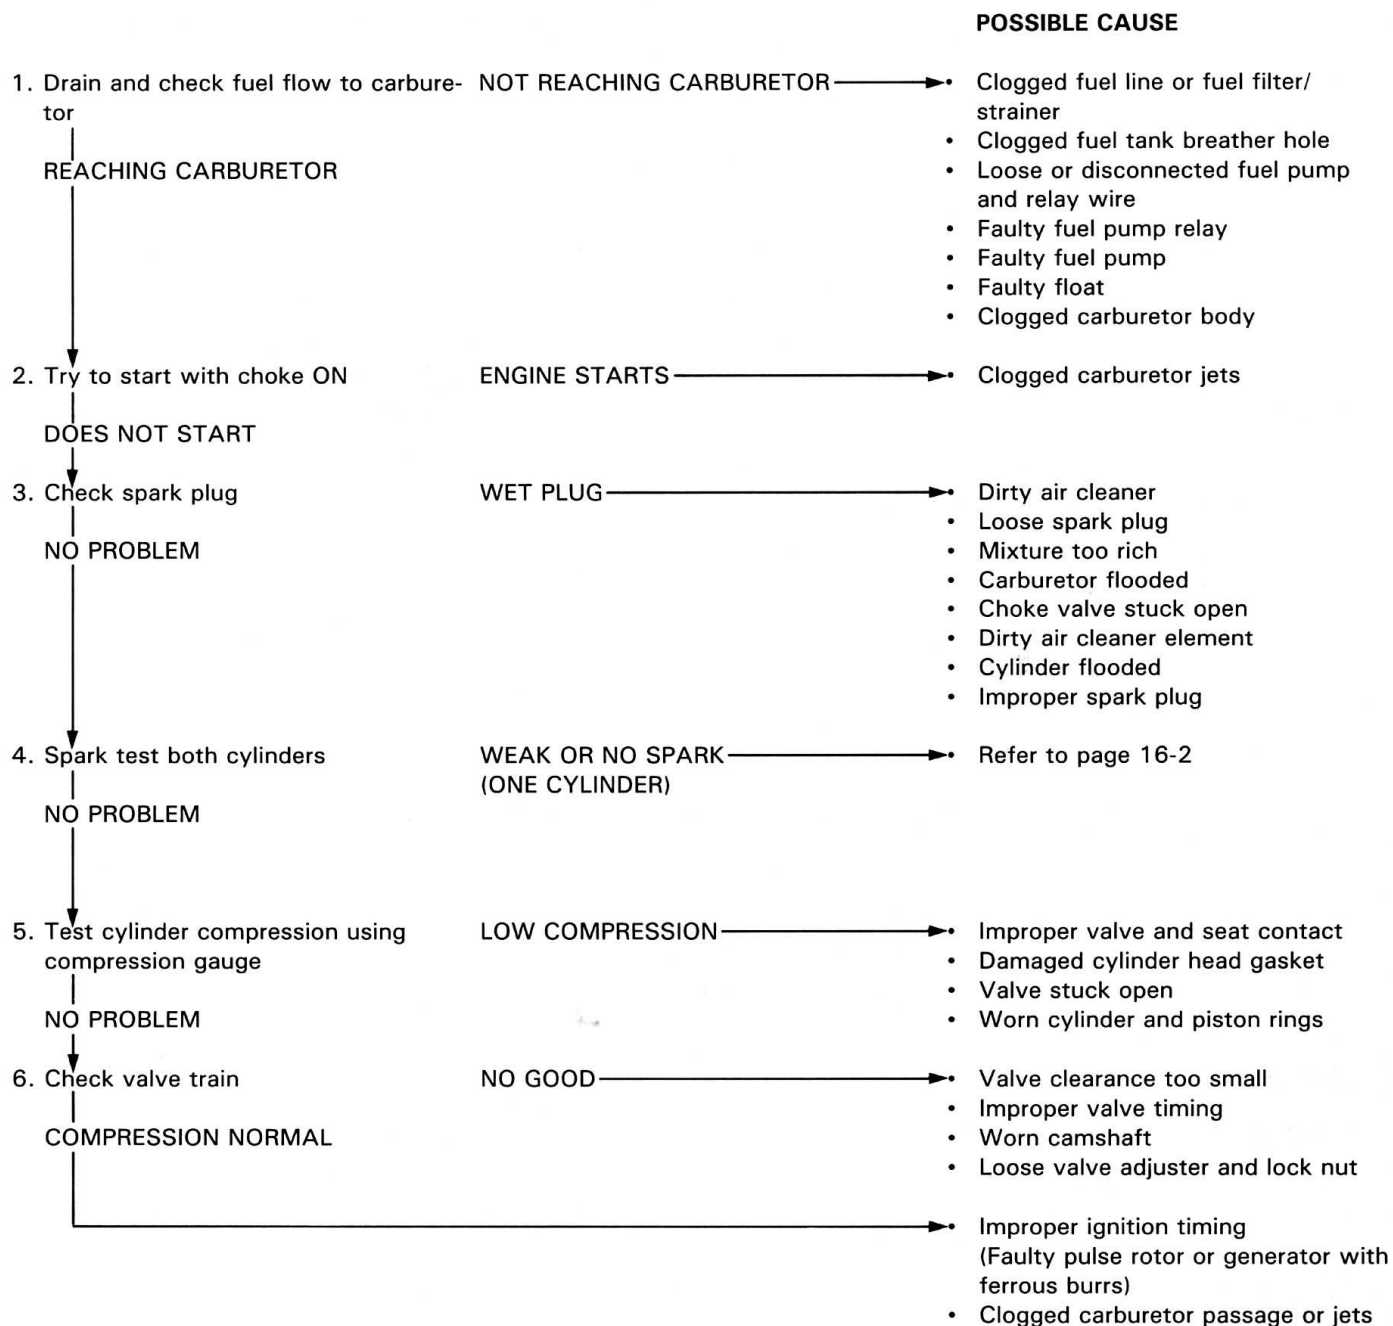 POSSIBLE CAUSE
1. Drain and check fuel flow to carbure-
tor
NOT REACHING CARBURETOR
• Clogged fuel line or fuel filter/
strainer
• Clogged fuel tank breather hole
• Loose or disconnected fuel pump
and relay wire
• Faulty fuel pump relay
• Faulty fuel pump
• Faulty float
• Clogged carburetor body
REACHING CARBURETOR
2. Try to start with choke ON
ENGINE STARTS
• Clogged carburetor jets
DOES NOT START
3. Check spark plug
WET PLUG
• Dirty air cleaner
• Loose spark plug
• Mixture too rich
• Carburetor flooded
• Choke valve stuck open
• Dirty air cleaner element
• Cylinder flooded
• Improper spark plug
NO PROBLEM
4. Spark test both cylinders
WEAK OR NO SPARK
(ONE CYLINDER)
• Refer to page 16-2
NO PROBLEM
5. Test cylinder compression using
compression gauge
LOW COMPRESSION
• Improper valve and seat contact
• Damaged cylinder head gasket
• Valve stuck open
• Worn cylinder and piston rings
NO PROBLEM
6. Check valve train
NO GOOD
• Valve clearance too small
• Improper valve timing
• Worn camshaft
• Loose valve adjuster and lock nut
COMPRESSION NORMAL
• Improper ignition timing
(Faulty pulse rotor or generator with
ferrous burrs)
• Clogged carburetor passage or jets